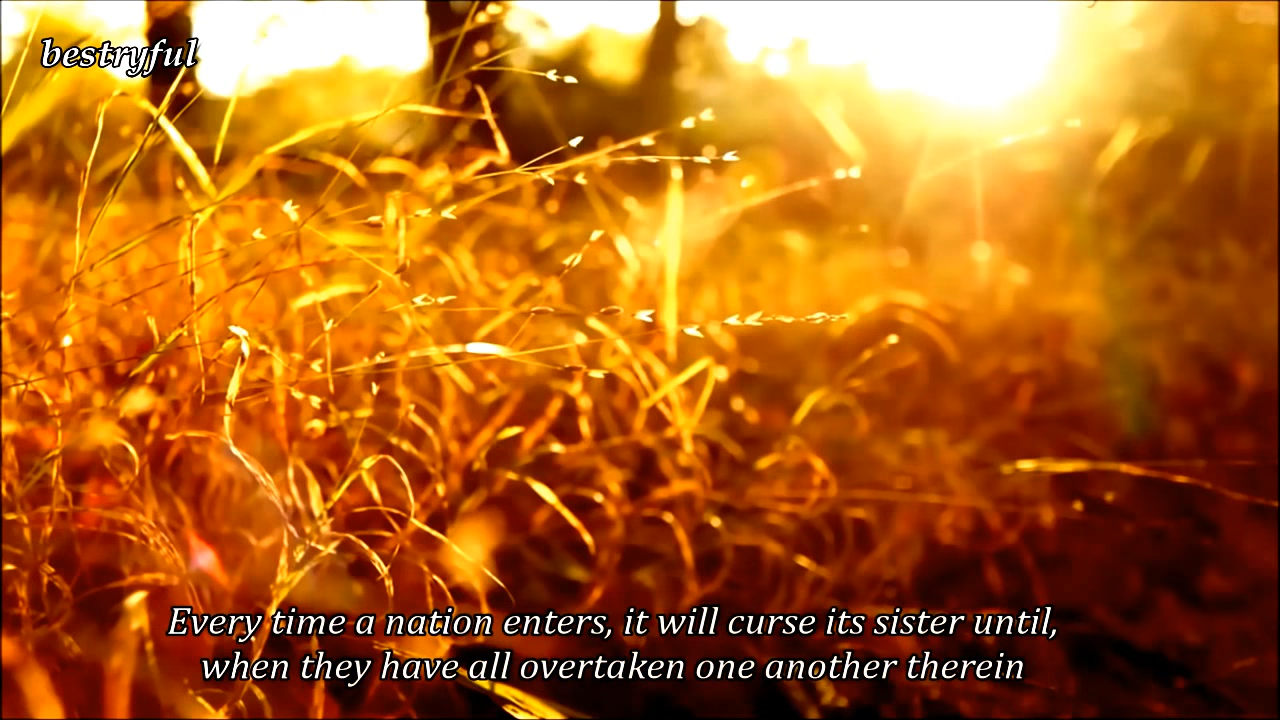 bestryful
Every time a nation enters, it will curse its sister until,
when they have all overtaken one another therein